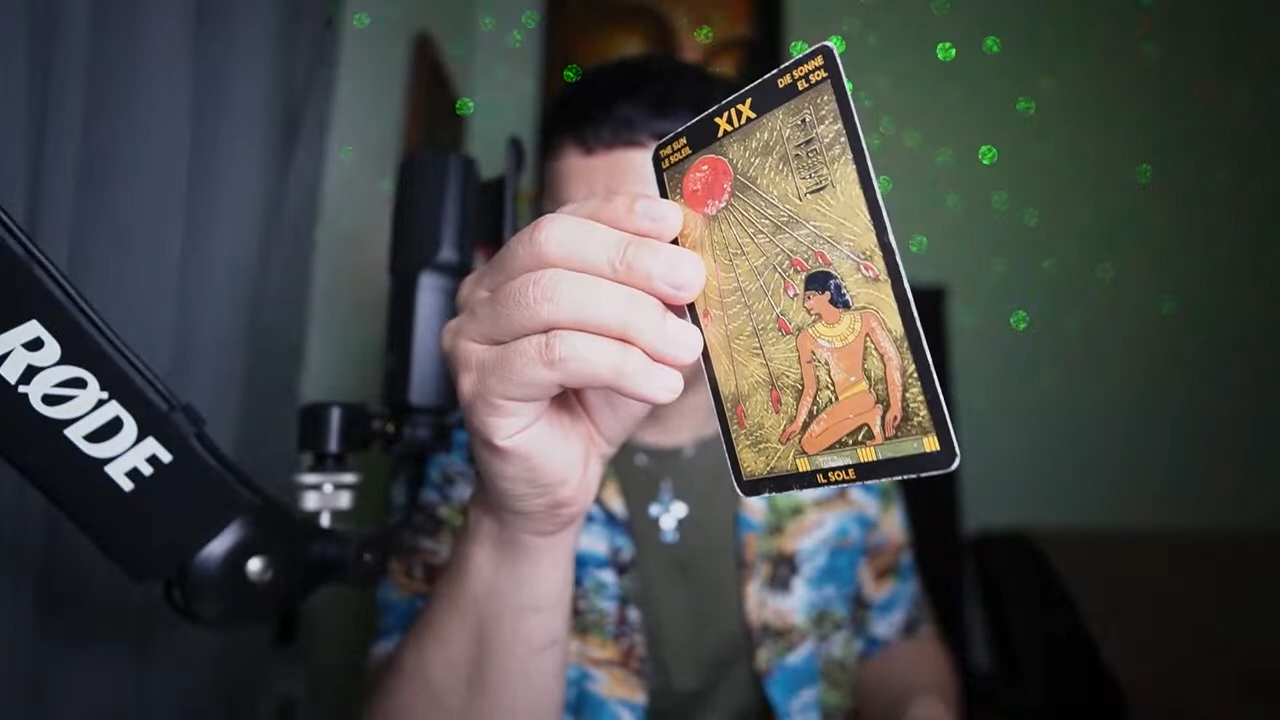 RØDE
THE SUN
LE SOLEIL
XIX
DIE SONNE
EL SOL
IL SOLE